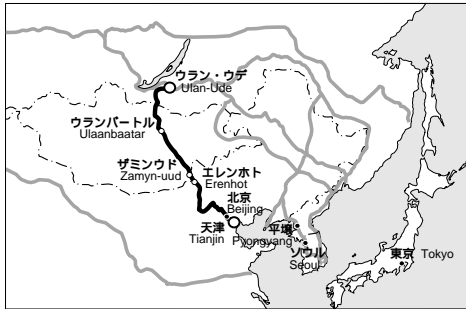 ウラン・ウデ
Ulan-Ude
ウランバートル
Ulaanbaatar
ザミンウド
Zamyn-uud
エレンホト
Erenhot
北京
Beijing
天津
Tianjin
平壌
Pyongyang
ソウル
Seoul
東京 Tokyo